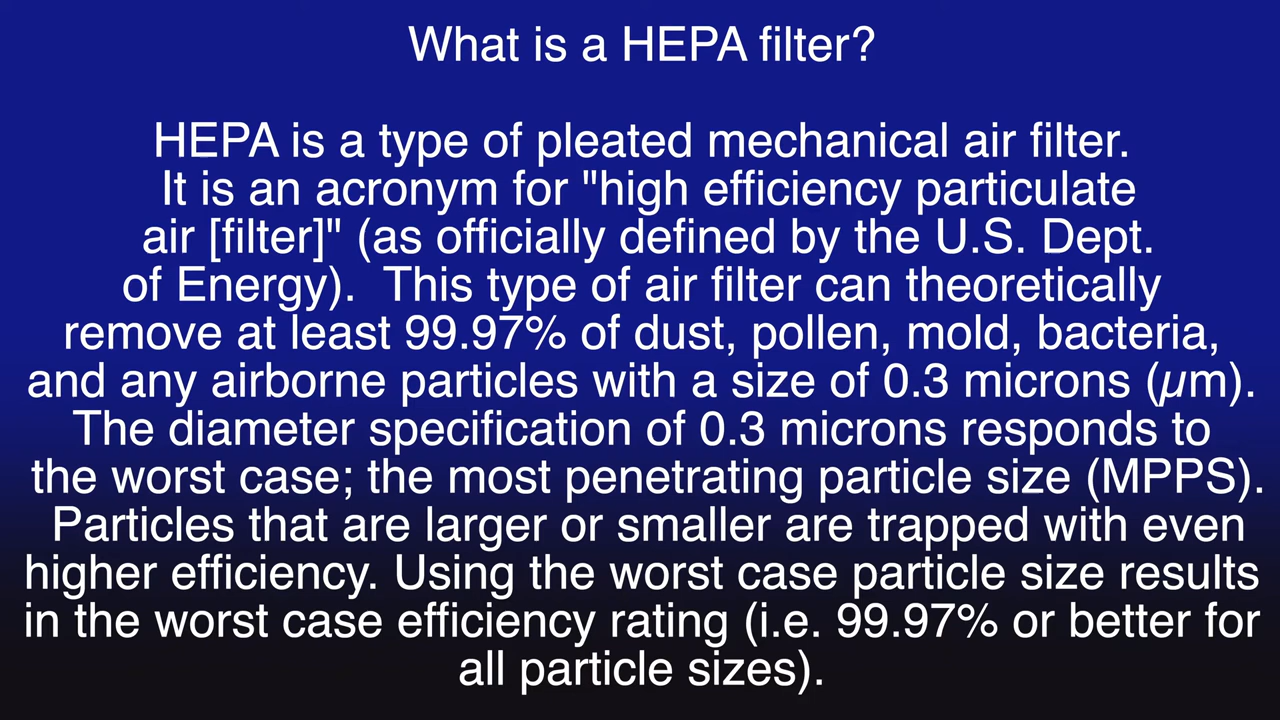 What is a HEPA filter?
HEPA is a type of pleated mechanical air filter.
It is an acronym for "high efficiency particulate
air [filter]" (as officially defined by the U.S. Dept.
of Energy).  This type of air filter can theoretically
remove at least 99.97% of dust, pollen, mold, bacteria,
and any airborne particles with a size of 0.3 microns (µm).
The diameter specification of 0.3 microns responds to
the worst case; the most penetrating particle size (MPPS).
Particles that are larger or smaller are trapped with even
higher efficiency. Using the worst case particle size results
in the worst case efficiency rating (i.e. 99.97% or better for
all particle sizes).